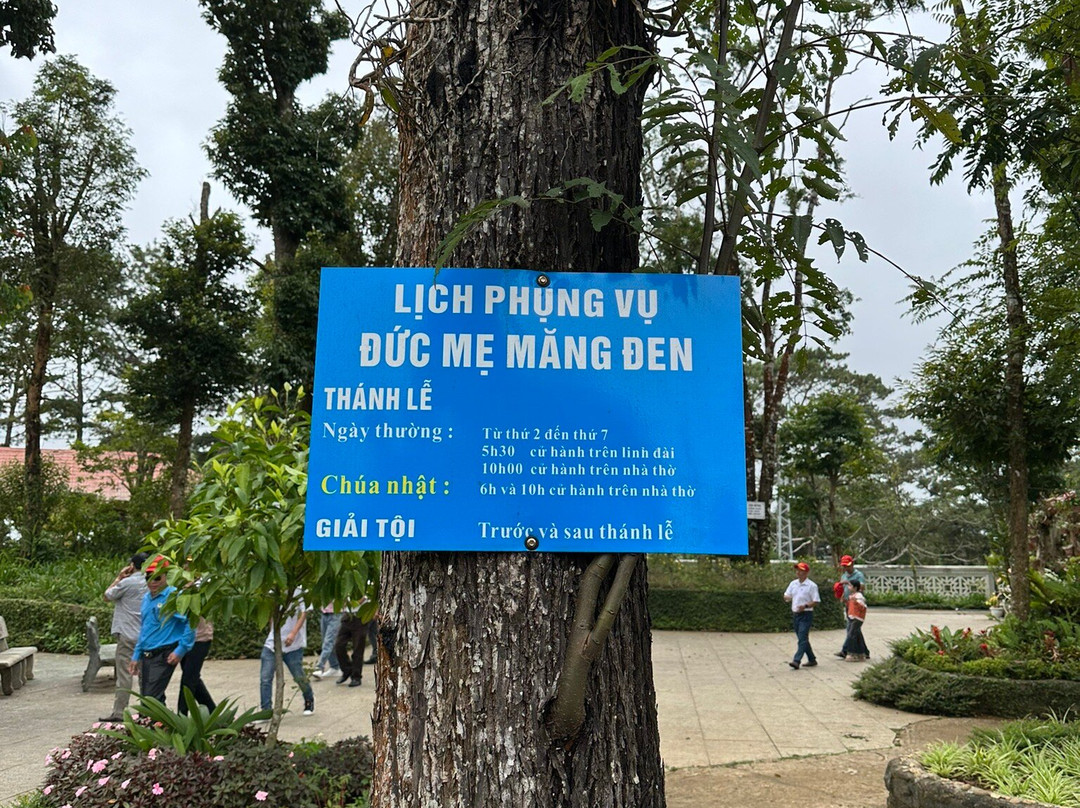 LỊCH PHỤNG VỤ
ĐỨC MẸ MĂNG ĐEN
THÁNH LỄ
Ngày thường : Từ thứ 2 đến thứ 7
5h30 cử hành trên linh đài
10h00 cử hành trên nhà thờ
Chúa nhật : 6h và 10h cử hành trên nhà thờ
GIẢI TỘI Trước và sau thánh lễ